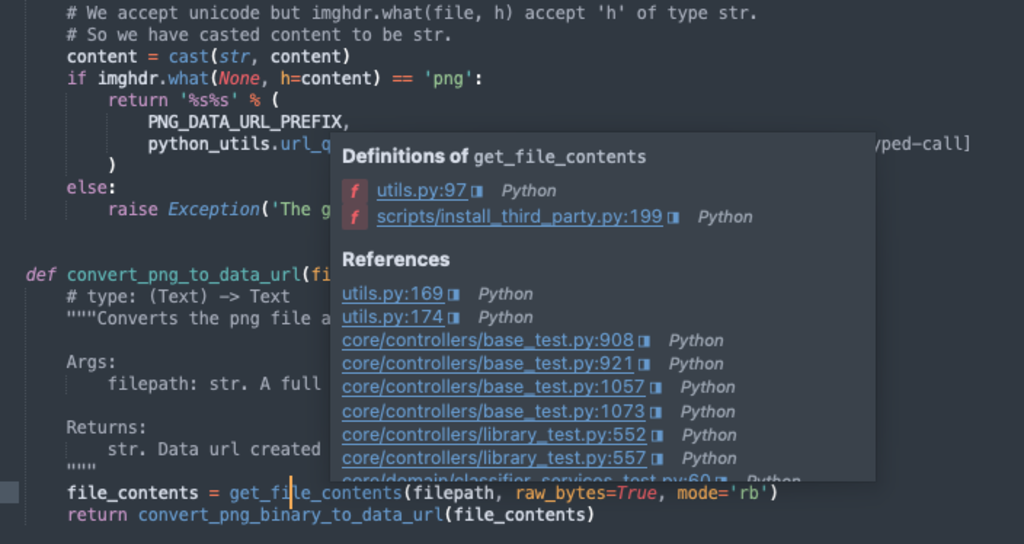 # We accept unicode but imghdr.what(file, h) accept 'h' of type str.
# So we have casted content to be str.
content = cast(str, content)
if imghdr.what(None, h=content) == 'png':
return '%s%s' % (
PNG_DATA_URL_PREFIX,
python_utils.url_q yped-call]
)
else:
raise Exception('The g
def convert_png_to_data_url(fi
# type: (Text) -> Text
"""Converts the png file a
Args:
filepath: str. A full
Returns:
str. Data url created
"""
file_contents = get_file_contents(filepath, raw_bytes=True, mode='rb')
return convert_png_binary_to_data_url(file_contents)
Definitions of get_file_contents
f utils.py:97 Python
f scripts/install_third_party.py:199 Python
References
utils.py:169 Python
utils.py:174 Python
core/controllers/base_test.py:908 Python
core/controllers/base_test.py:921 Python
core/controllers/base_test.py:1057 Python
core/controllers/base_test.py:1073 Python
core/controllers/library_test.py:552 Python
core/controllers/library_test.py:557 Python
core/domain/classifier_services_test.py:60 Python